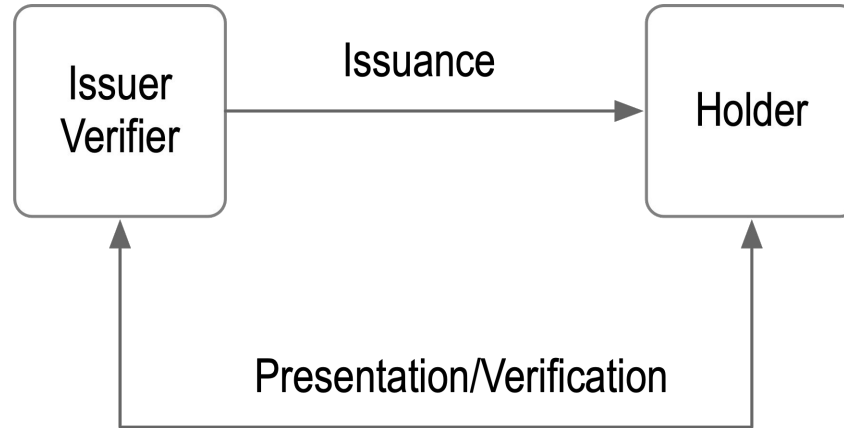 Issuer
Verifier
Issuance
Holder
Presentation/Verification